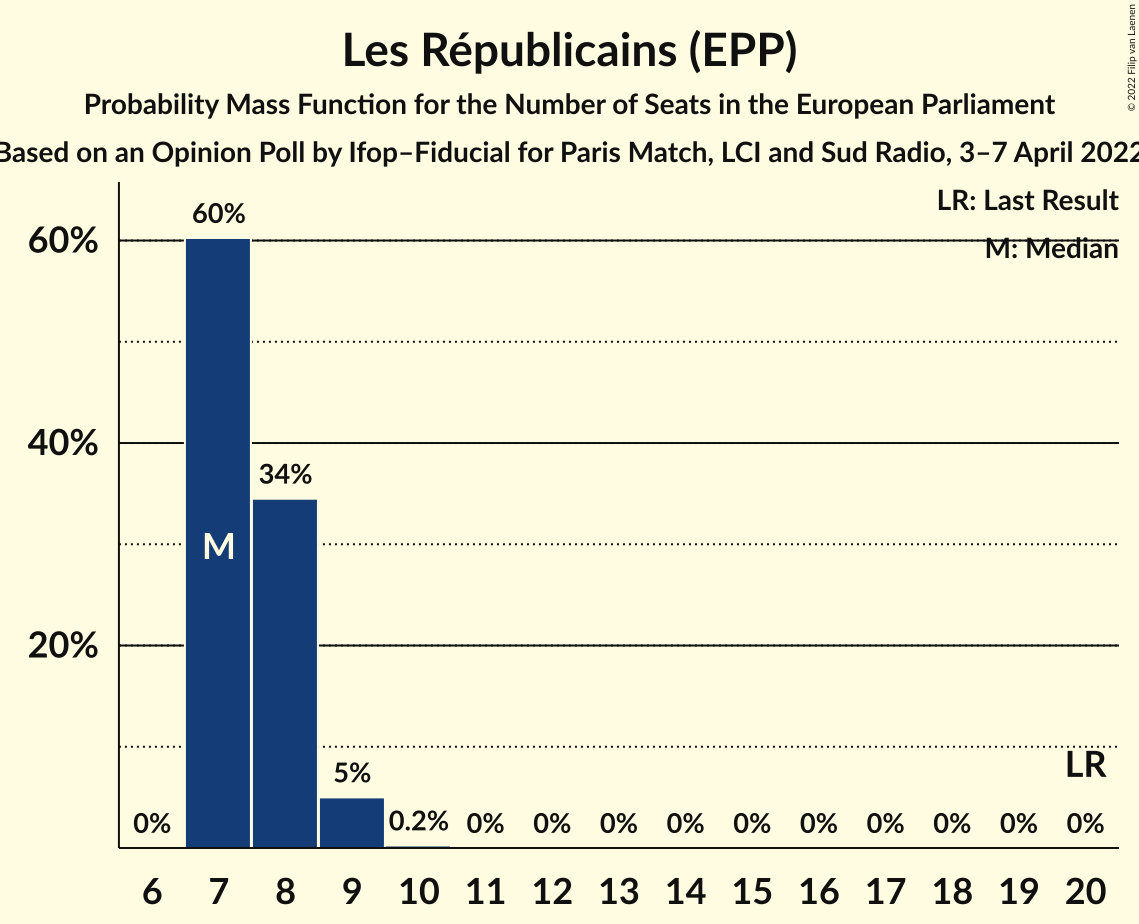 Les Républicains (EPP)
Probability Mass Function for the Number of Seats in the European Parliament
Based on an Opinion Poll by Ifop–Fiducial for Paris Match, LCI and Sud Radio, 3–7 April 2022
© 2022 Filip van Laenen
LR: Last Result
M: Median
60%
60%
40%
34%
M
20%
LR
5%
0%
0.2% 0% 0% 0% 0% 0% 0% 0% 0% 0% 0%
6 7 8 9 10 11 12 13 14 15 16 17 18 19 20